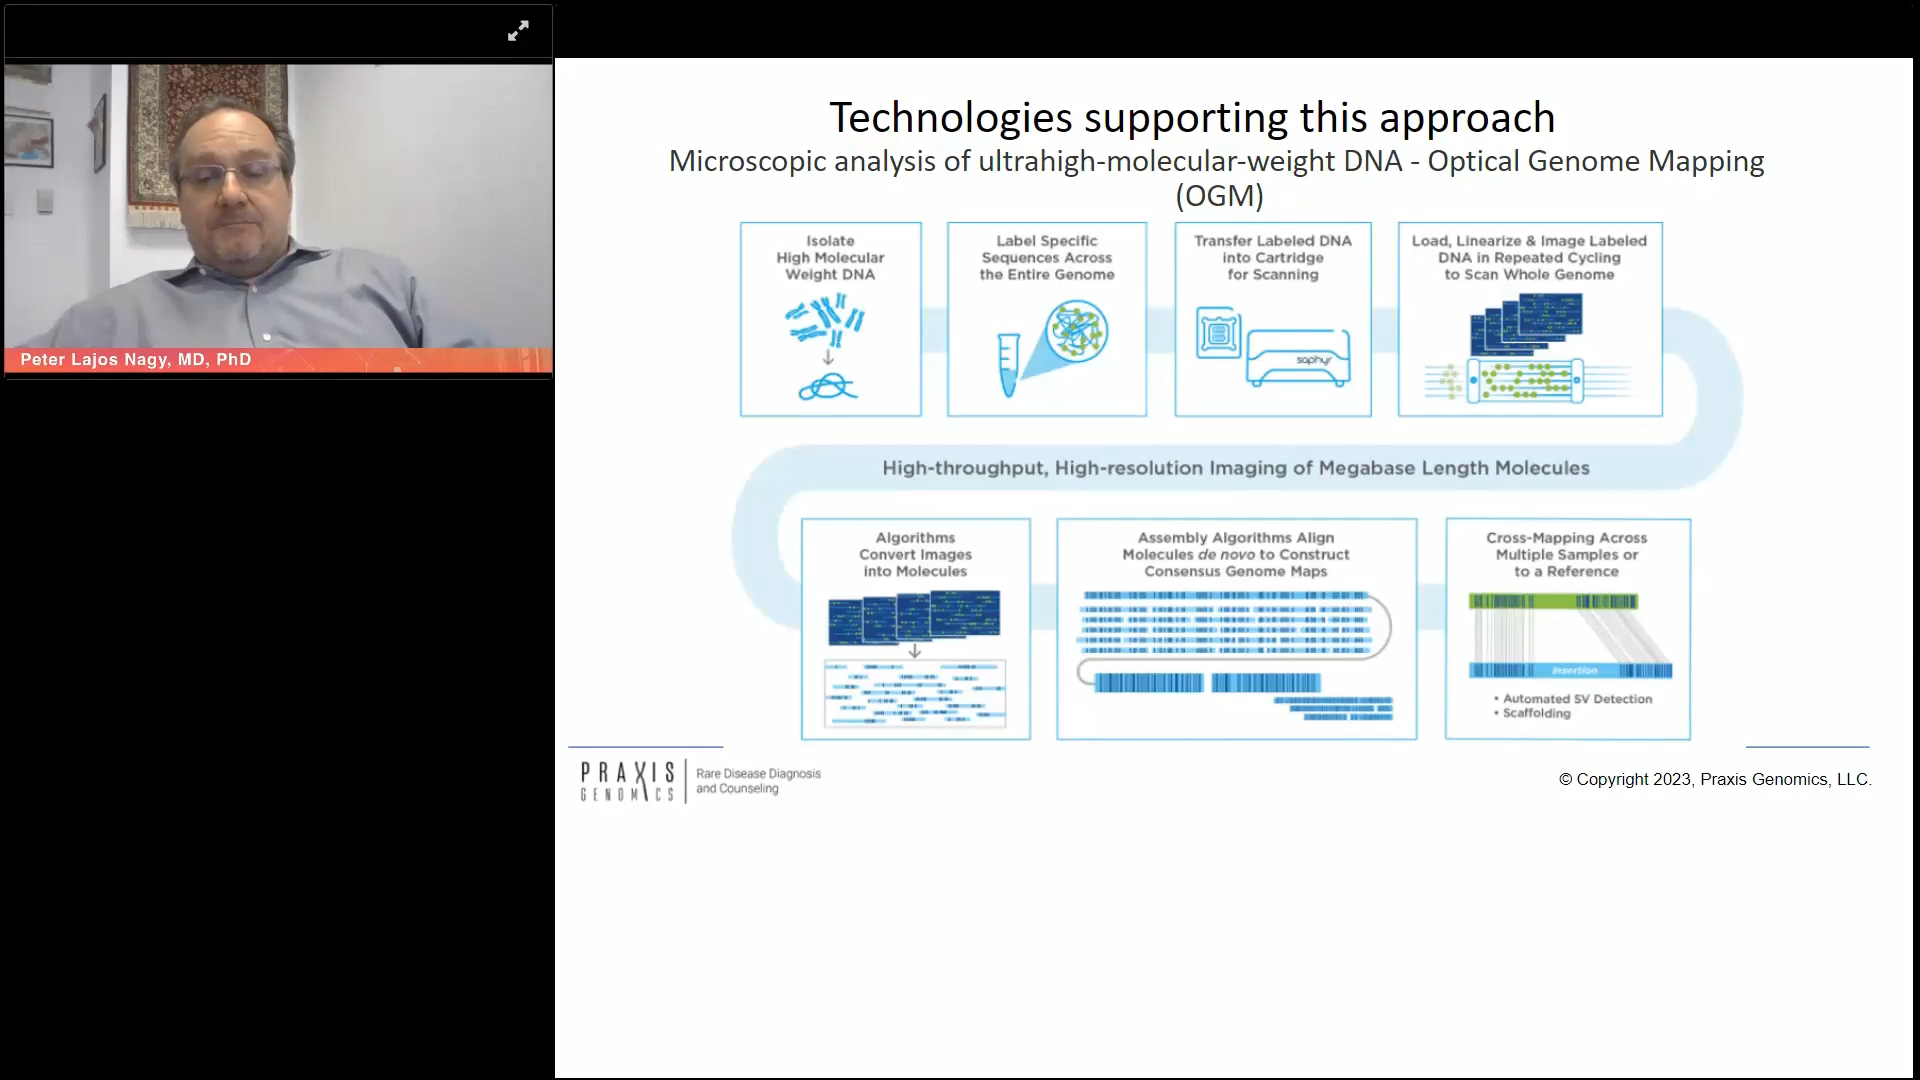 Peter Lajos Nagy, MD, PhD
Technologies supporting this approach
Microscopic analysis of ultrahigh-molecular-weight DNA - Optical Genome Mapping
(OGM)
Isolate
High Molecular
Weight DNA
Label Specific
Sequences Across
the Entire Genome
Transfer Labeled DNA
into Cartridge
for Scanning
saphyr
Load, Linearize & Image Labeled
DNA in Repeated Cycling
to Scan Whole Genome
High-throughput, High-resolution Imaging of Megabase Length Molecules
Algorithms
Convert Images
into Molecules
Assembly Algorithms Align
Molecules de novo to Construct
Consensus Genome Maps
Cross-Mapping Across
Multiple Samples or
to a Reference
Insertion
• Automated SV Detection
• Scaffolding
PRAXIS
GENOMICS
Rare Disease Diagnosis
and Counseling
© Copyright 2023, Praxis Genomics, LLC.